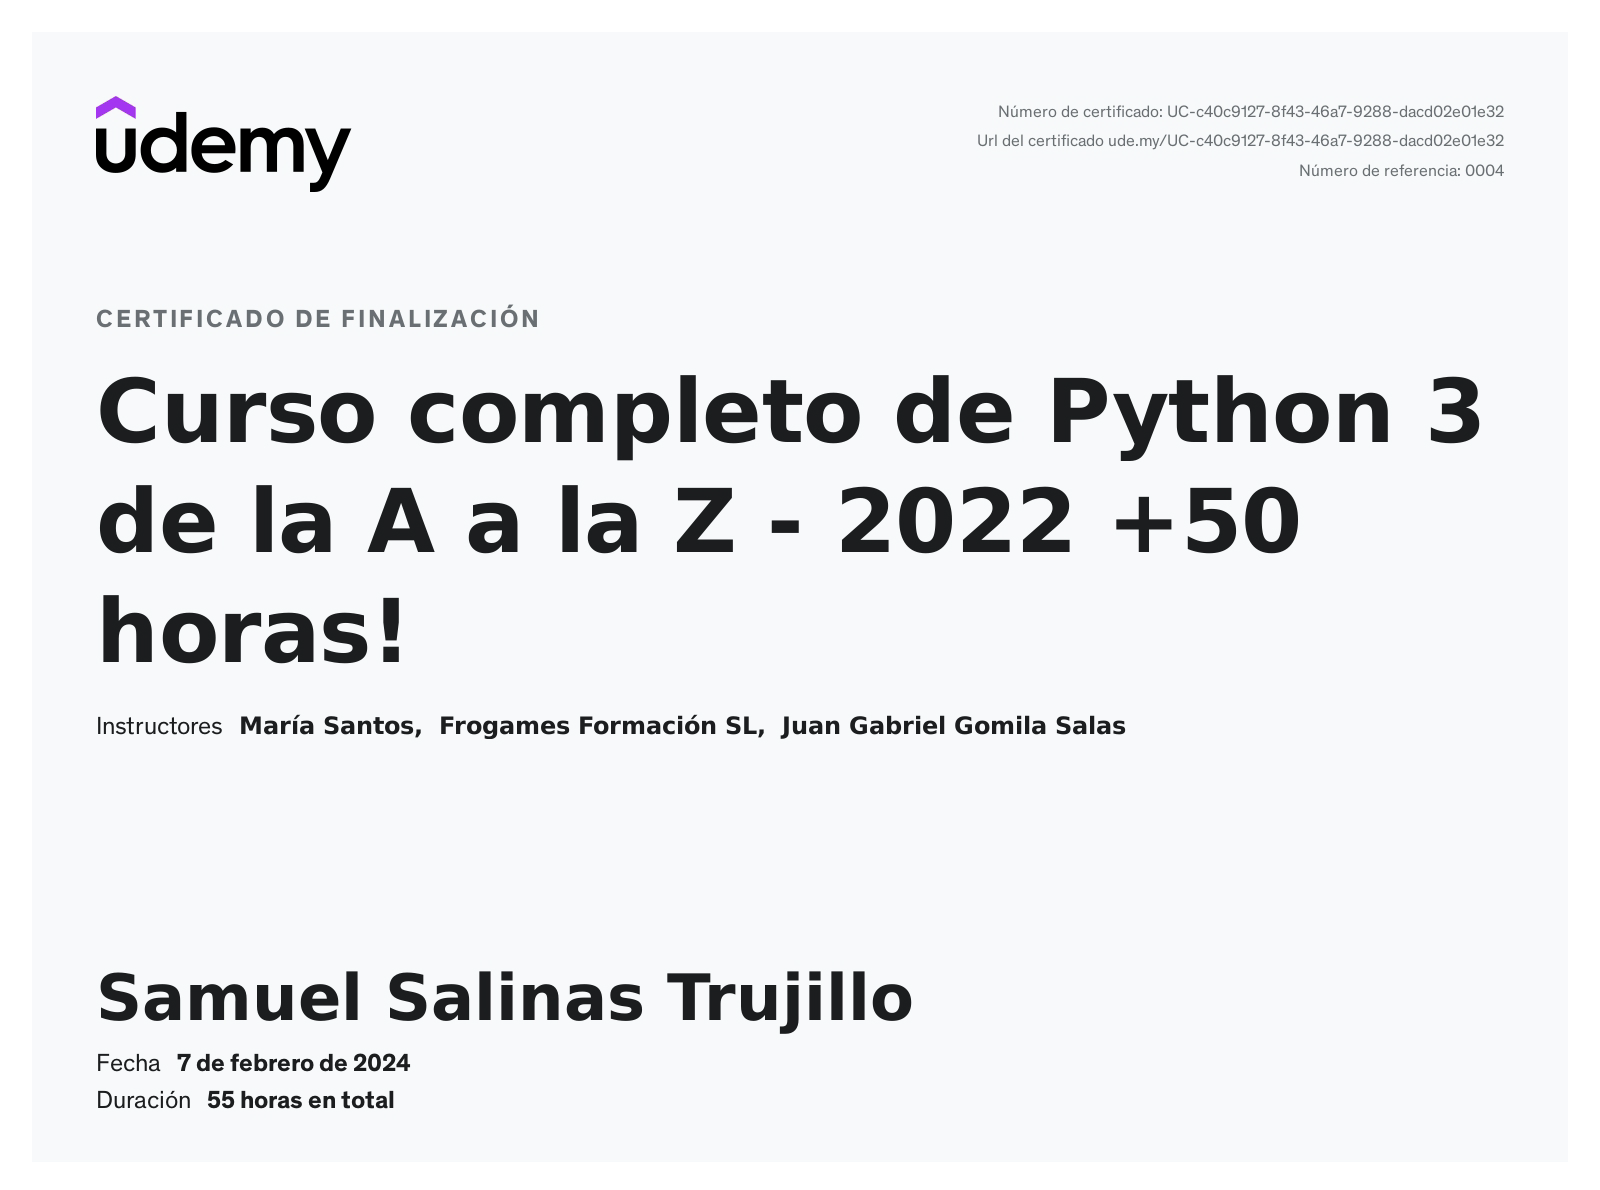 udemy
Número de certificado: UC-c40c9127-8f43-46a7-9288-dacd02e01e32
Url del certificado ude.my/UC-c40c9127-8f43-46a7-9288-dacd02e01e32
Número de referencia: 0004
CERTIFICADO DE FINALIZACIÓN
Curso completo de Python 3
de la A a la Z - 2022 +50
horas!
Instructores María Santos, Frogames Formación SL, Juan Gabriel Gomila Salas
Samuel Salinas Trujillo
Fecha 7 de febrero de 2024
Duración 55 horas en total